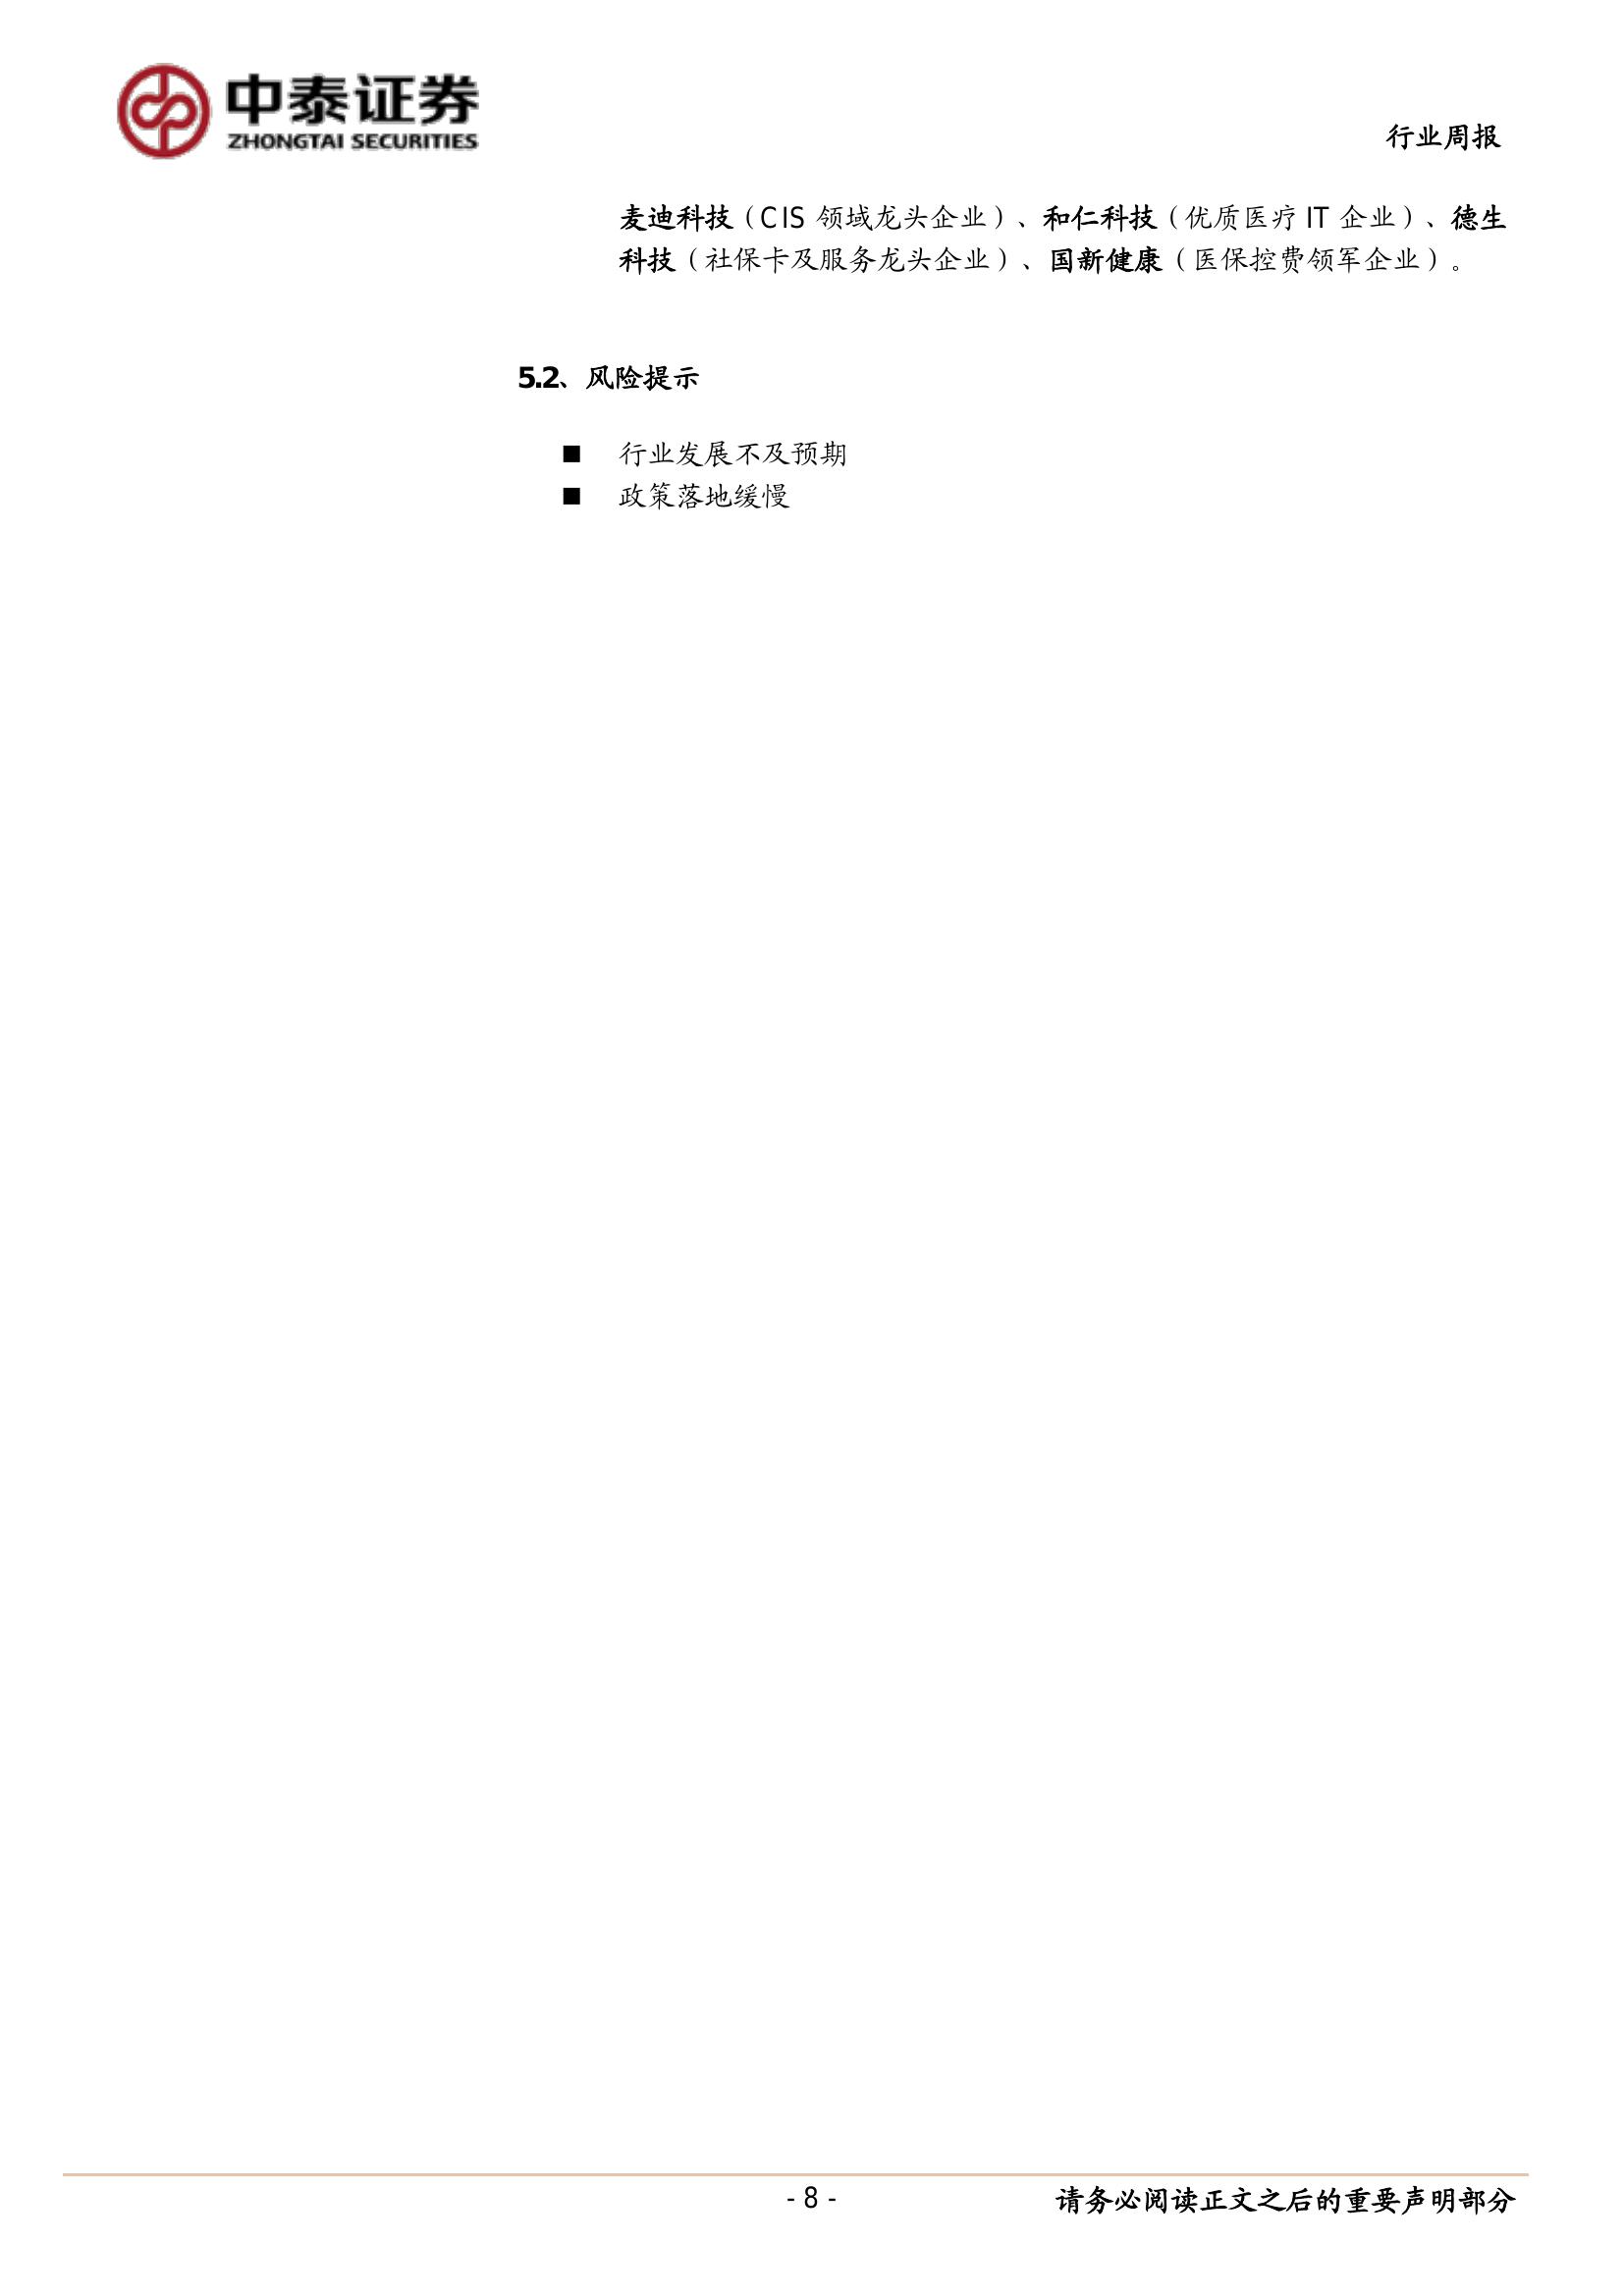 中泰证券
ZHONGTAI SECURITIES
行业周报
麦迪科技（CIS 领域龙头企业）、和仁科技（优质医疗 IT 企业）、德生
科技（社保卡及服务龙头企业）、国新健康（医保控费领军企业）。
5.2、风险提示
■ 行业发展不及预期
■ 政策落地缓慢
- 8 -
请务必阅读正文之后的重要声明部分